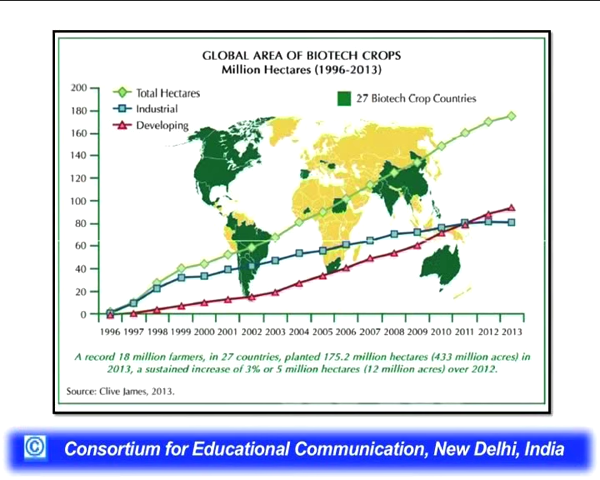 GLOBAL AREA OF BIOTECH CROPS
Million Hectares (1996-2013)
200
180
160
140
120
100
80
60
40
20
0
Total Hectares
Industrial
Developing
27 Biotech Crop Countries
1996 1997 1998 1999 2000 2001 2002 2003 2004 2005 2006 2007 2008 2009 2010 2011 2012 2013
A record 18 million farmers, in 27 countries, planted 175.2 million hectares (433 million acres) in
2013, a sustained increase of 3% or 5 million hectares (12 million acres) over 2012.
Source: Clive James, 2013.
© Consortium for Educational Communication, New Delhi, India